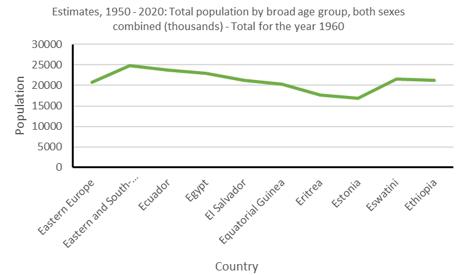 Estimates, 1950 - 2020: Total population by broad age group, both sexes
combined (thousands) - Total for the year 1960
30000
25000
20000
15000
10000
5000
0
Population
Eastern Europe
Eastern and South-...
Ecuador
Egypt
El Salvador
Equatorial Guinea
Eritrea
Estonia
Eswatini
Ethiopia
Country